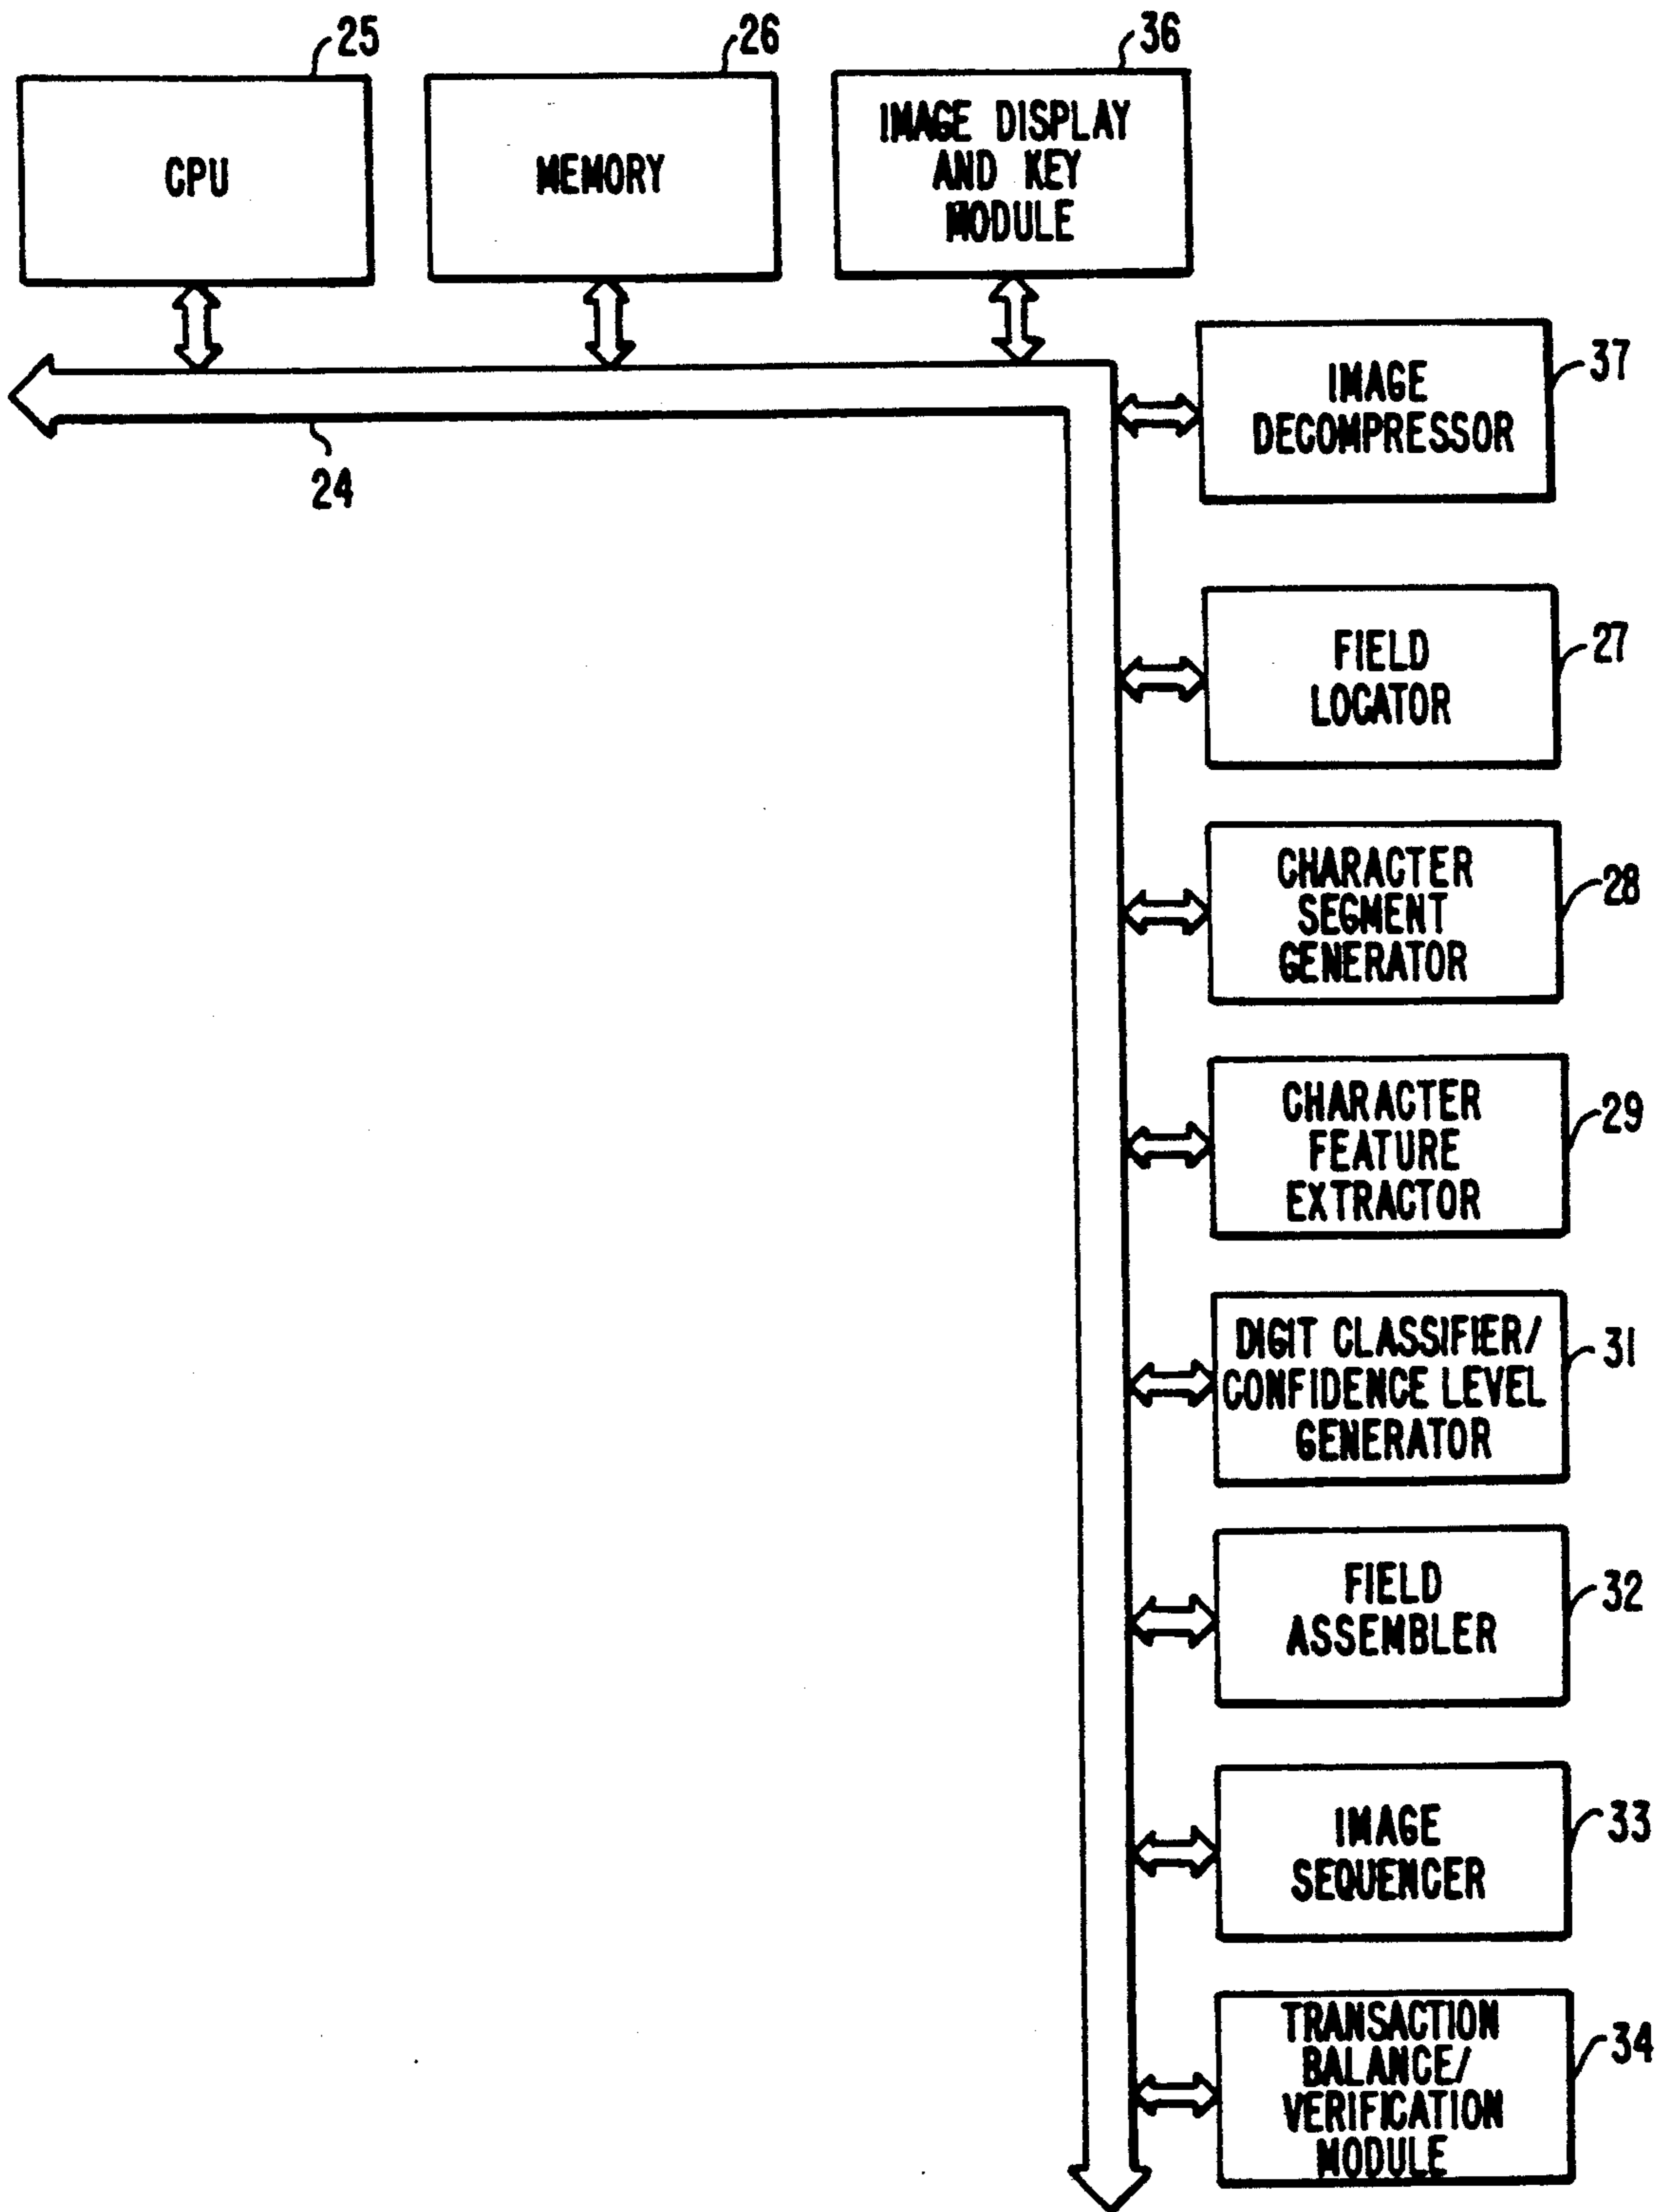 25
26
36
CPU
MEMORY
IMAGE DISPLAY
AND KEY
MODULE
24
IMAGE
DECOMPRESSOR
37
FIELD
LOCATOR
27
CHARACTER
SEGMENT
GENERATOR
28
CHARACTER
FEATURE
EXTRACTOR
29
DIGIT CLASSIFIER/
CONFIDENCE LEVEL
GENERATOR
31
FIELD
ASSEMBLER
32
IMAGE
SEQUENCER
33
TRANSACTION
BALANCE/
VERIFICATION
MODULE
34